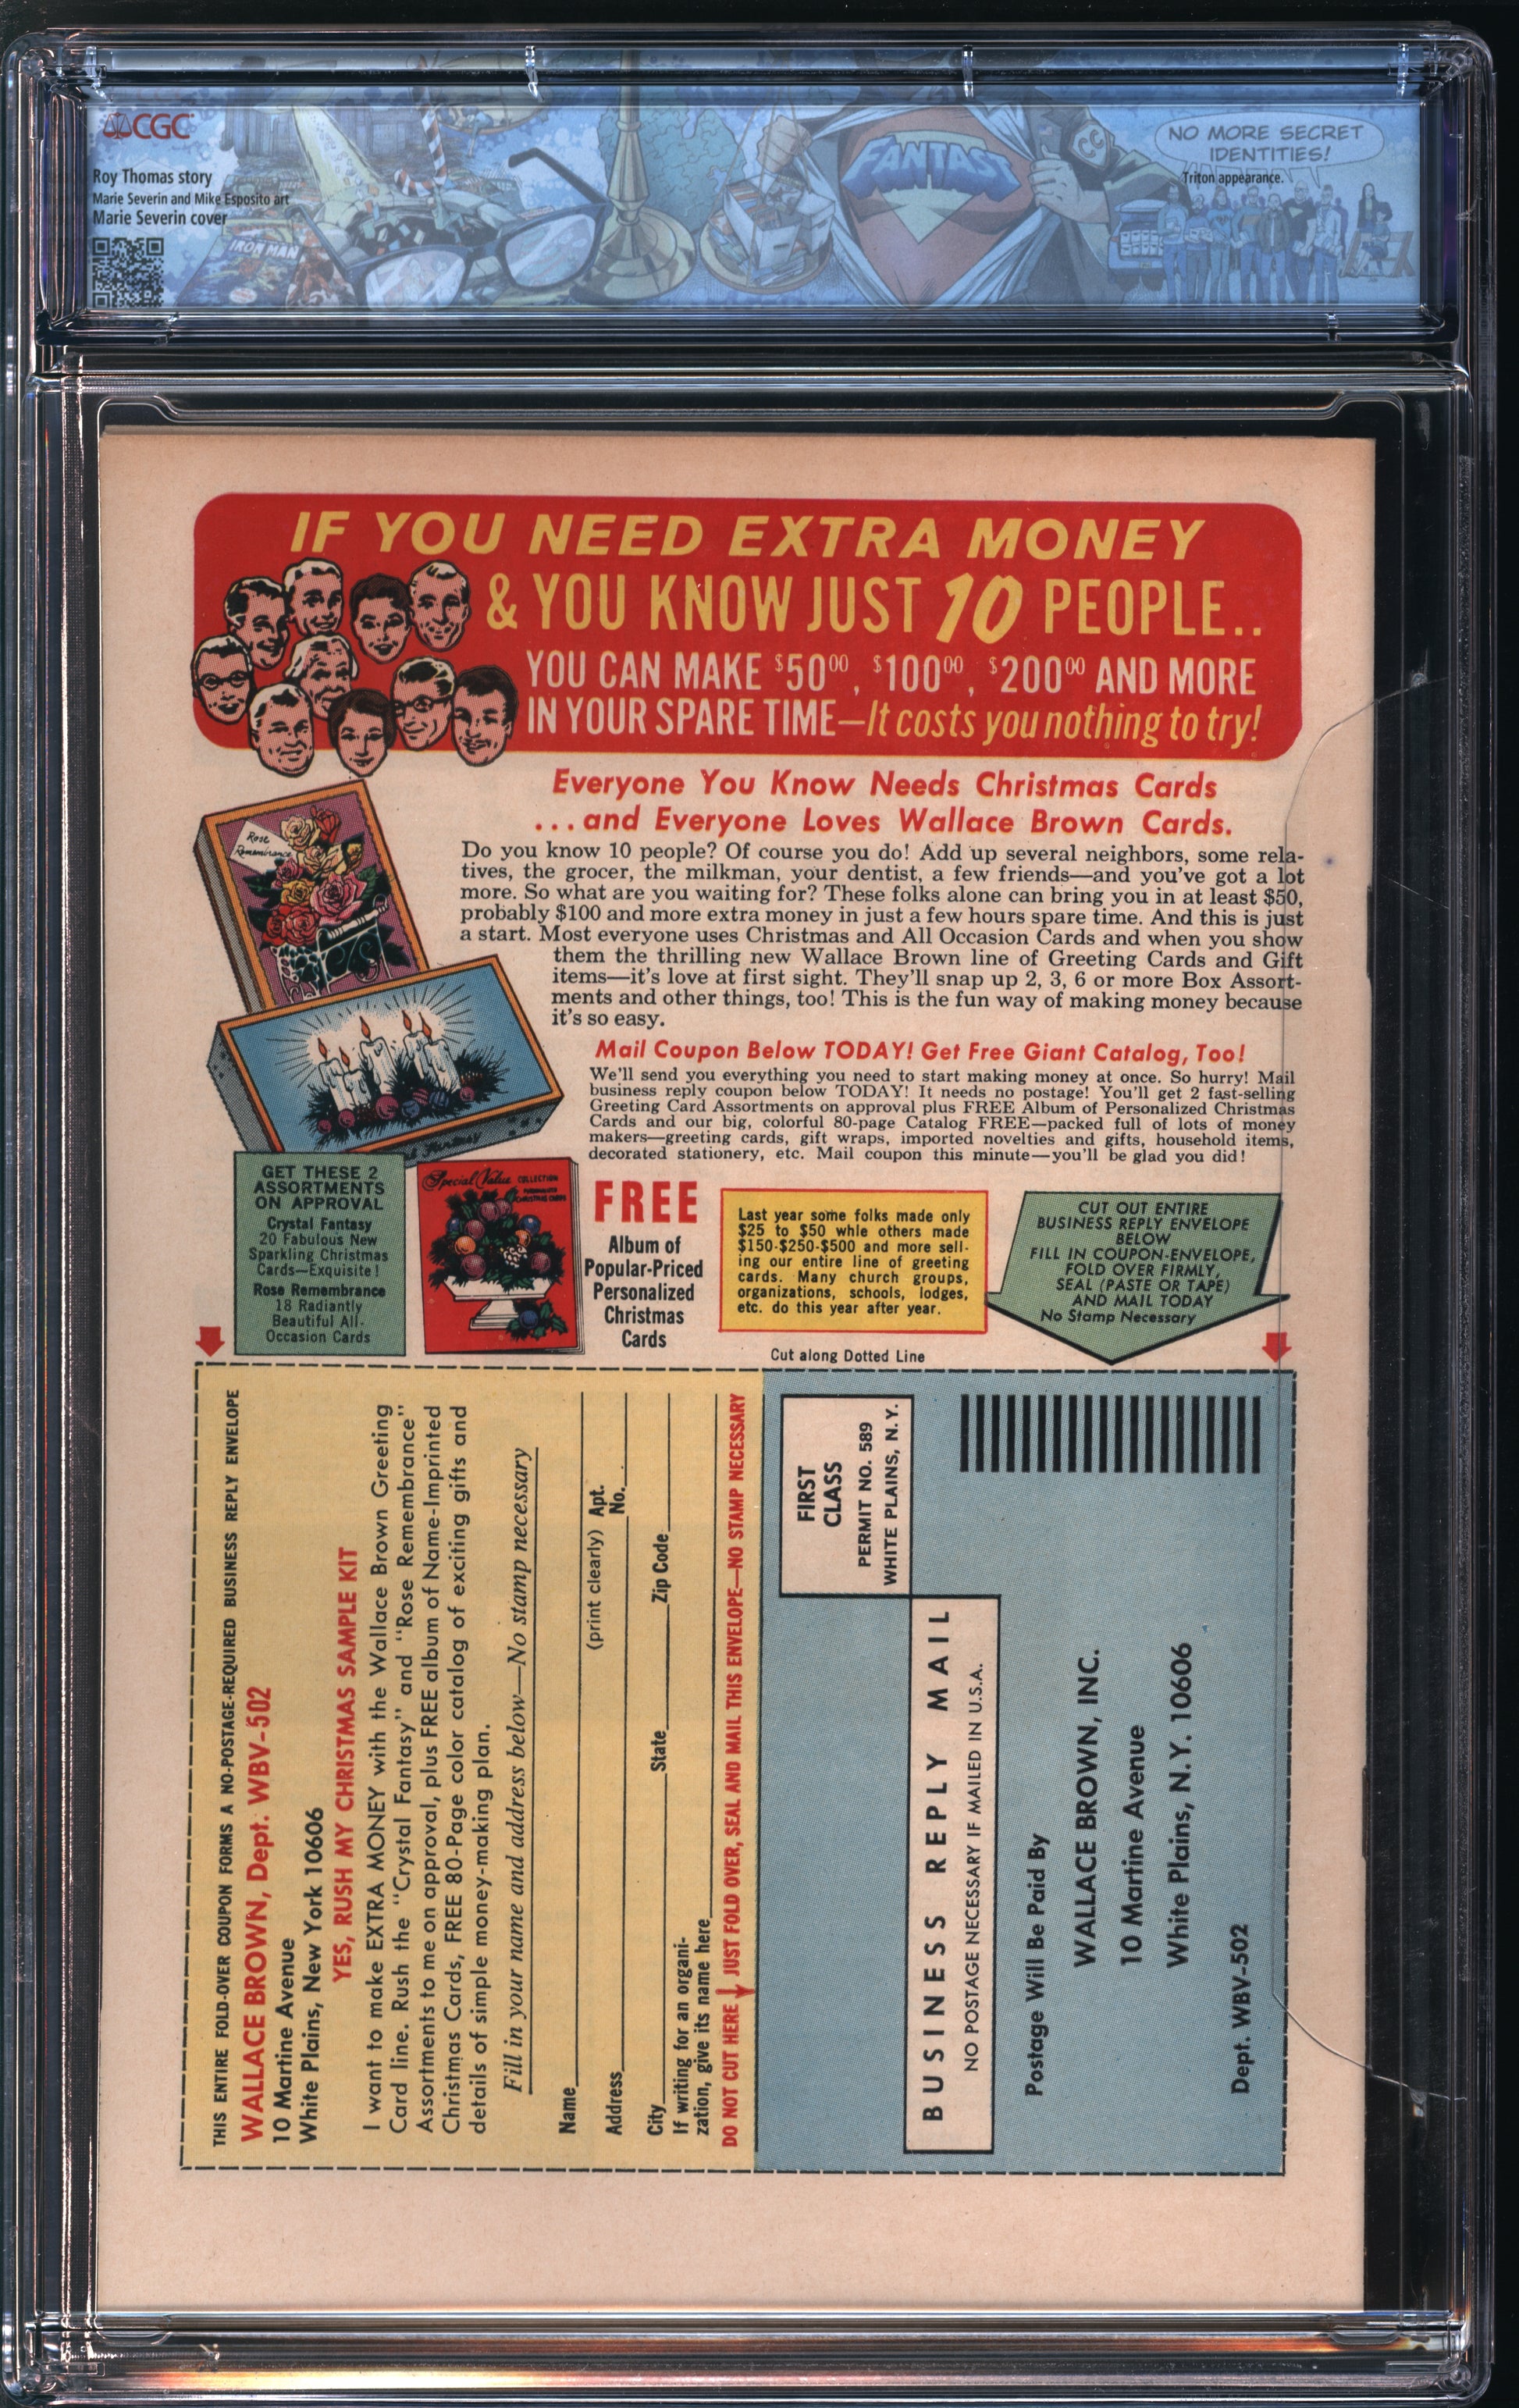 CGC
Roy Thomas story
Marie Severin and Mike Esposito art
Marie Severin cover
IRON MAN
FANTAST
CC
NO MORE SECRET
IDENTITIES!
Triton appearance.
IF YOU NEED EXTRA MONEY
& YOU KNOW JUST 10 PEOPLE..
YOU CAN MAKE $5000, $10000, $20000 AND MORE
IN YOUR SPARE TIME—It costs you nothing to try!
Everyone You Know Needs Christmas Cards
...and Everyone Loves Wallace Brown Cards.
Rose
Remembrance
Do you know 10 people? Of course you do! Add up several neighbors, some rela-
tives, the grocer, the milkman, your dentist, a few friends—and you've got a lot
more. So what are you waiting for? These folks alone can bring you in at least $50,
probably $100 and more extra money in just a few hours spare time. And this is just
a start. Most everyone uses Christmas and All Occasion Cards and when you show
them the thrilling new Wallace Brown line of Greeting Cards and Gift
items—it's love at first sight. They'll snap up 2, 3, 6 or more Box Assort-
ments and other things, too! This is the fun way of making money because
it's so easy.
Mail Coupon Below TODAY! Get Free Giant Catalog, Too!
We'll send you everything you need to start making money at once. So hurry! Mail
business reply coupon below TODAY! It needs no postage! You'll get 2 fast-selling
Greeting Card Assortments on approval plus FREE Album of Personalized Christmas
Cards and our big, colorful 80-page Catalog FREE—packed full of lots of money
makers—greeting cards, gift wraps, imported novelties and gifts, household items,
decorated stationery, etc. Mail coupon this minute—you'll be glad you did!
Fantasy
GET THESE 2
ASSORTMENTS
ON APPROVAL
Crystal Fantasy
20 Fabulous New
Sparkling Christmas
Cards—Exquisite!
Rose Remembrance
18 Radiantly
Beautiful All-
Occasion Cards
Special Value COLLECTION
CHRISTMAS CARDS
FREE
Album of
Popular-Priced
Personalized
Christmas
Cards
Last year some folks made only
$25 to $50 whle others made
$150-$250-$500 and more sell-
ing our entire line of greeting
cards. Many church groups,
organizations, schools, lodges,
etc. do this year after year.
CUT OUT ENTIRE
BUSINESS REPLY ENVELOPE
BELOW
FILL IN COUPON-ENVELOPE,
FOLD OVER FIRMLY,
SEAL (PASTE OR TAPE)
AND MAIL TODAY
No Stamp Necessary
Cut along Dotted Line
THIS ENTIRE FOLD-OVER COUPON FORMS A NO-POSTAGE-REQUIRED BUSINESS REPLY ENVELOPE
WALLACE BROWN, Dept. WBV-502
10 Martine Avenue
White Plains, New York 10606
YES, RUSH MY CHRISTMAS SAMPLE KIT
I want to make EXTRA MONEY with the Wallace Brown Greeting
Card line. Rush the "Crystal Fantasy" and "Rose Remembrance"
Assortments to me on approval, plus FREE album of Name-Imprinted
Christmas Cards, FREE 80-Page color catalog of exciting gifts and
details of simple money-making plan.
Fill in your name and address below—No stamp necessary
Name
(print clearly) Apt.
Address No.
City State Zip Code
If writing for an organi-
zation, give its name here
DO NOT CUT HERE JUST FOLD OVER, SEAL AND MAIL THIS ENVELOPE—NO STAMP NECESSARY
FIRST
CLASS
PERMIT NO. 589
WHITE PLAINS, N.Y.
BUSINESS REPLY MAIL
NO POSTAGE NECESSARY IF MAILED IN U.S.A.
Postage Will Be Paid By
WALLACE BROWN, INC.
10 Martine Avenue
White Plains, N.Y. 10606
Dept. WBV-502